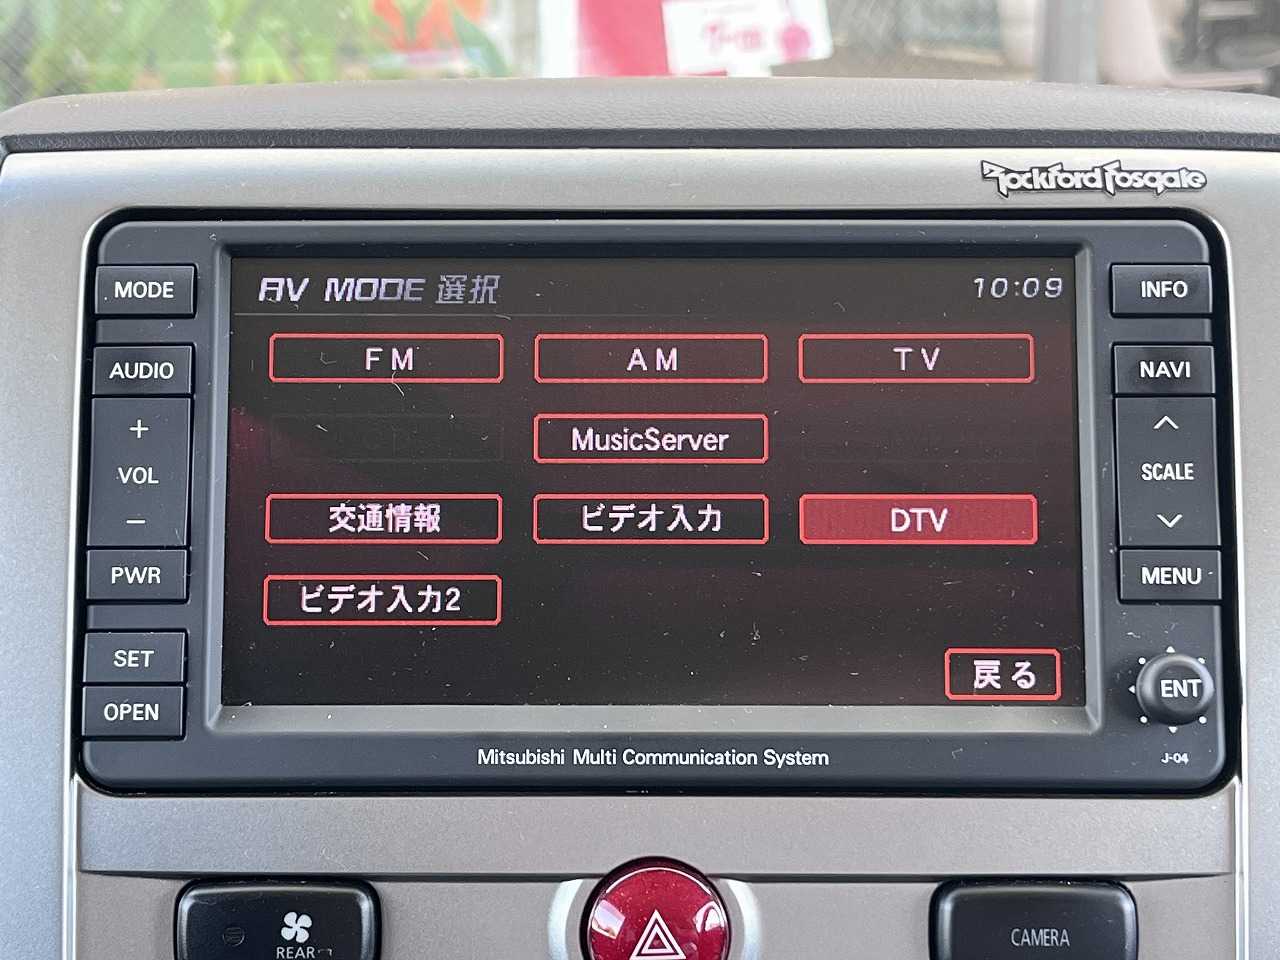 Rockford Fosgate
MODE
AUDIO
+
VOL
−
PWR
SET
OPEN
AV MODE 選択
10:09
FM
AM
TV
MusicServer
交通情報
ビデオ入力
DTV
ビデオ入力2
戻る
INFO
NAVI
SCALE
MENU
ENT
J-04
Mitsubishi Multi Communication System
REAR
CAMERA